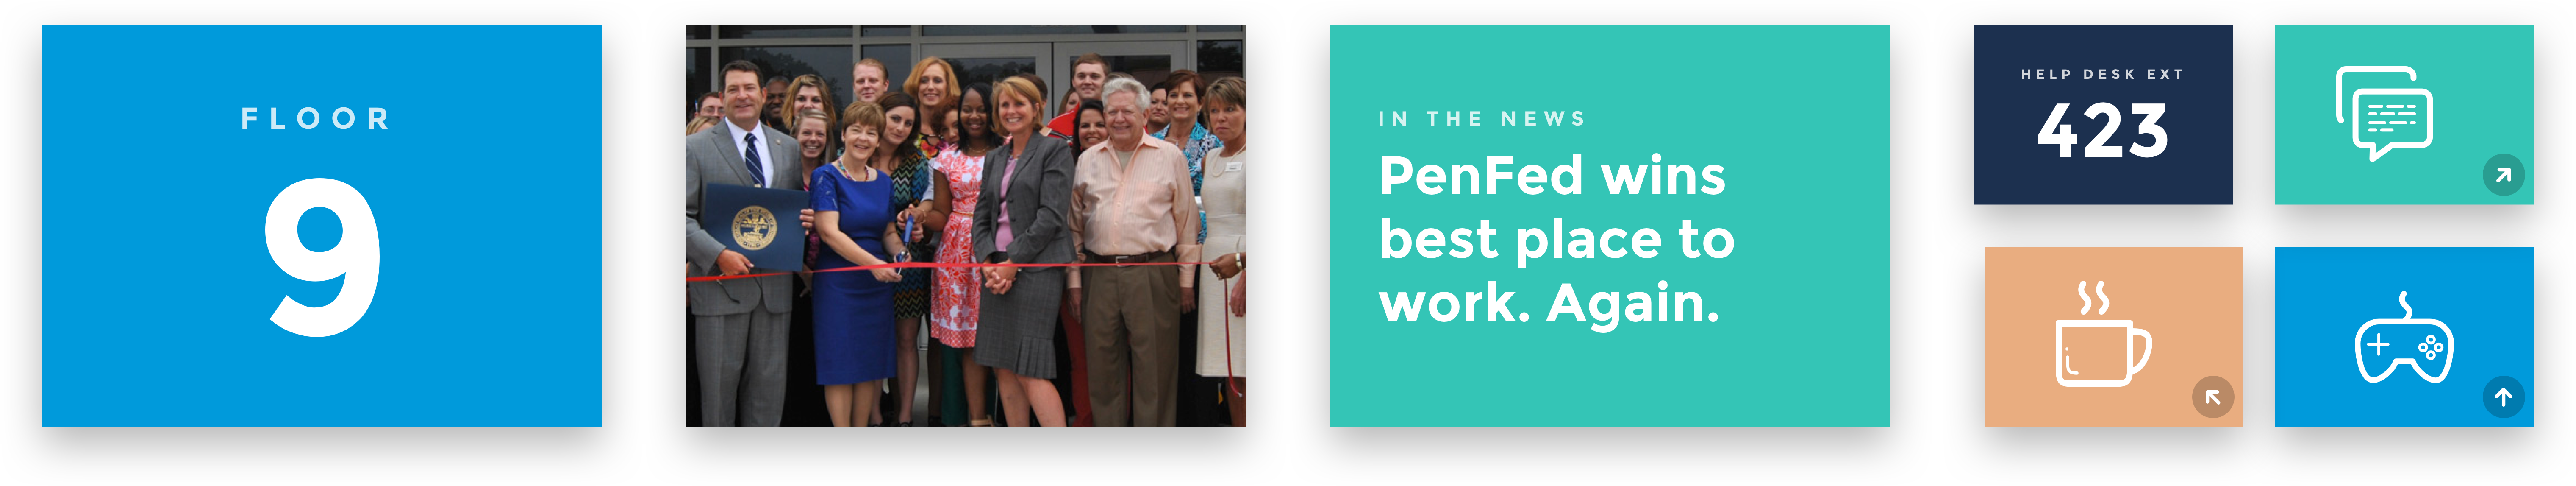 FLOOR
9
IN THE NEWS
PenFed wins
best place to
work. Again.
HELP DESK EXT
423